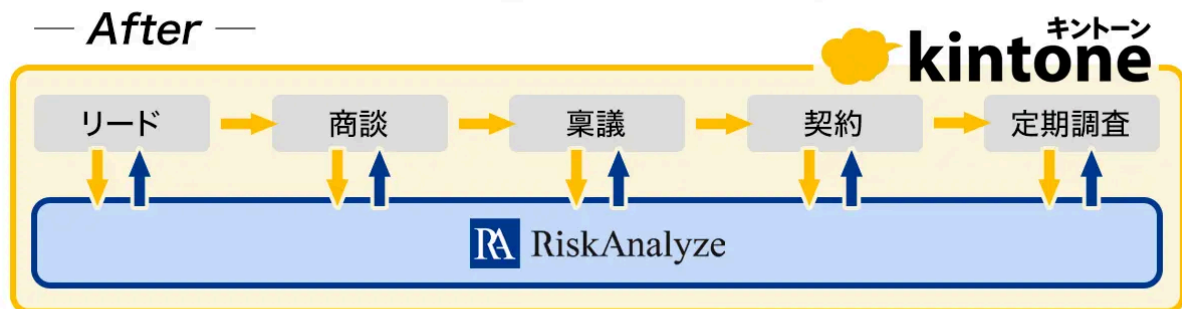 — After —
キントーン
kintone
リード
商談
稟議
契約
定期調査
RA RiskAnalyze